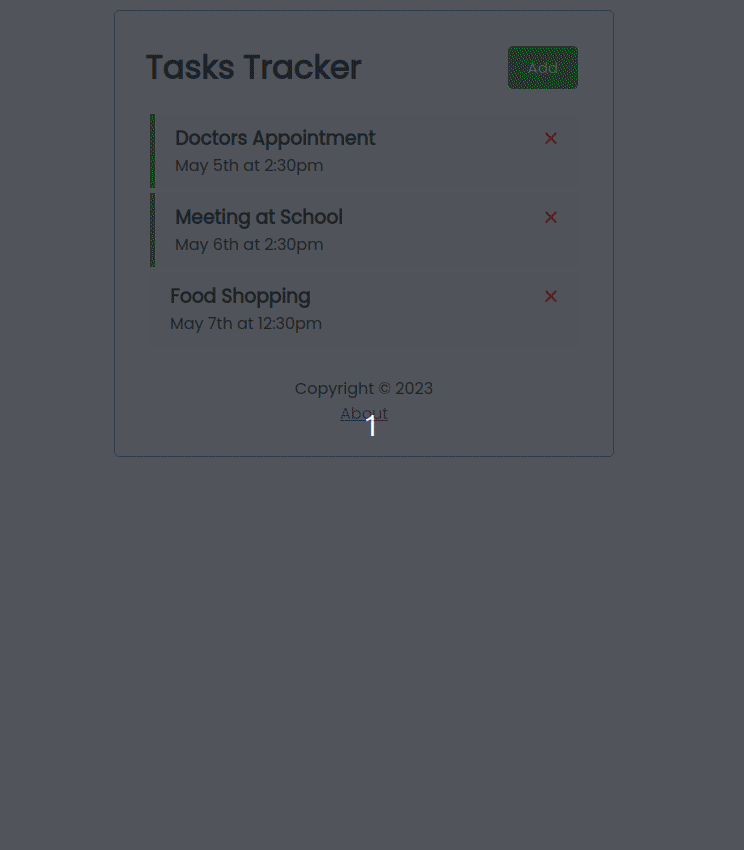 Tasks Tracker
Add
Doctors Appointment
May 5th at 2:30pm
Meeting at School
May 6th at 2:30pm
Food Shopping
May 7th at 12:30pm
Copyright © 2023
About
1